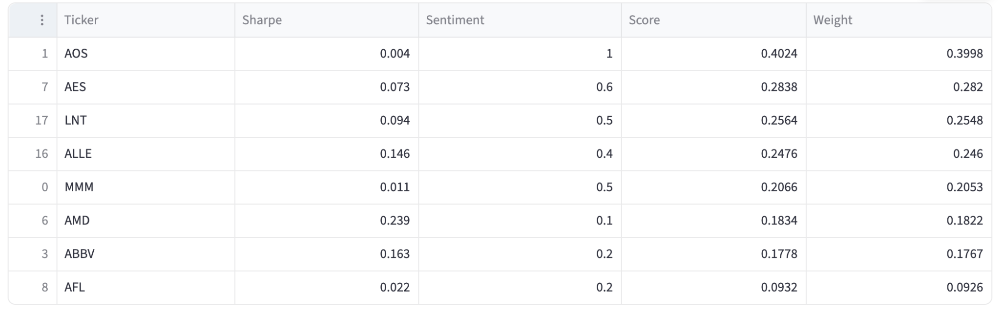 Ticker Sharpe Sentiment Score Weight
1 AOS 0.004 1 0.4024 0.3998
7 AES 0.073 0.6 0.2838 0.282
17 LNT 0.094 0.5 0.2564 0.2548
16 ALLE 0.146 0.4 0.2476 0.246
0 MMM 0.011 0.5 0.2066 0.2053
6 AMD 0.239 0.1 0.1834 0.1822
3 ABBV 0.163 0.2 0.1778 0.1767
8 AFL 0.022 0.2 0.0932 0.0926